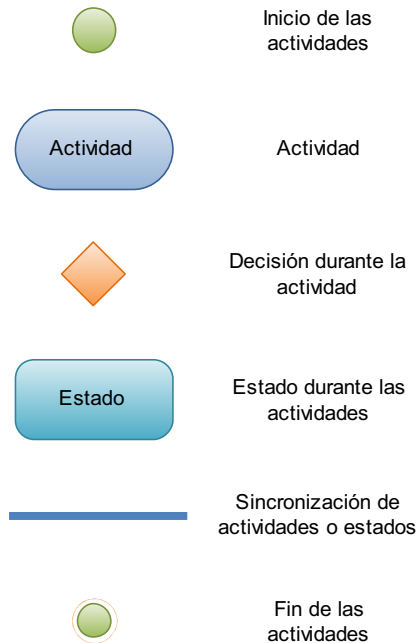 Inicio de las
actividades
Actividad
Actividad
Decisión durante la
actividad
Estado
Estado durante las
actividades
Sincronización de
actividades o estados
Fin de las
actividades